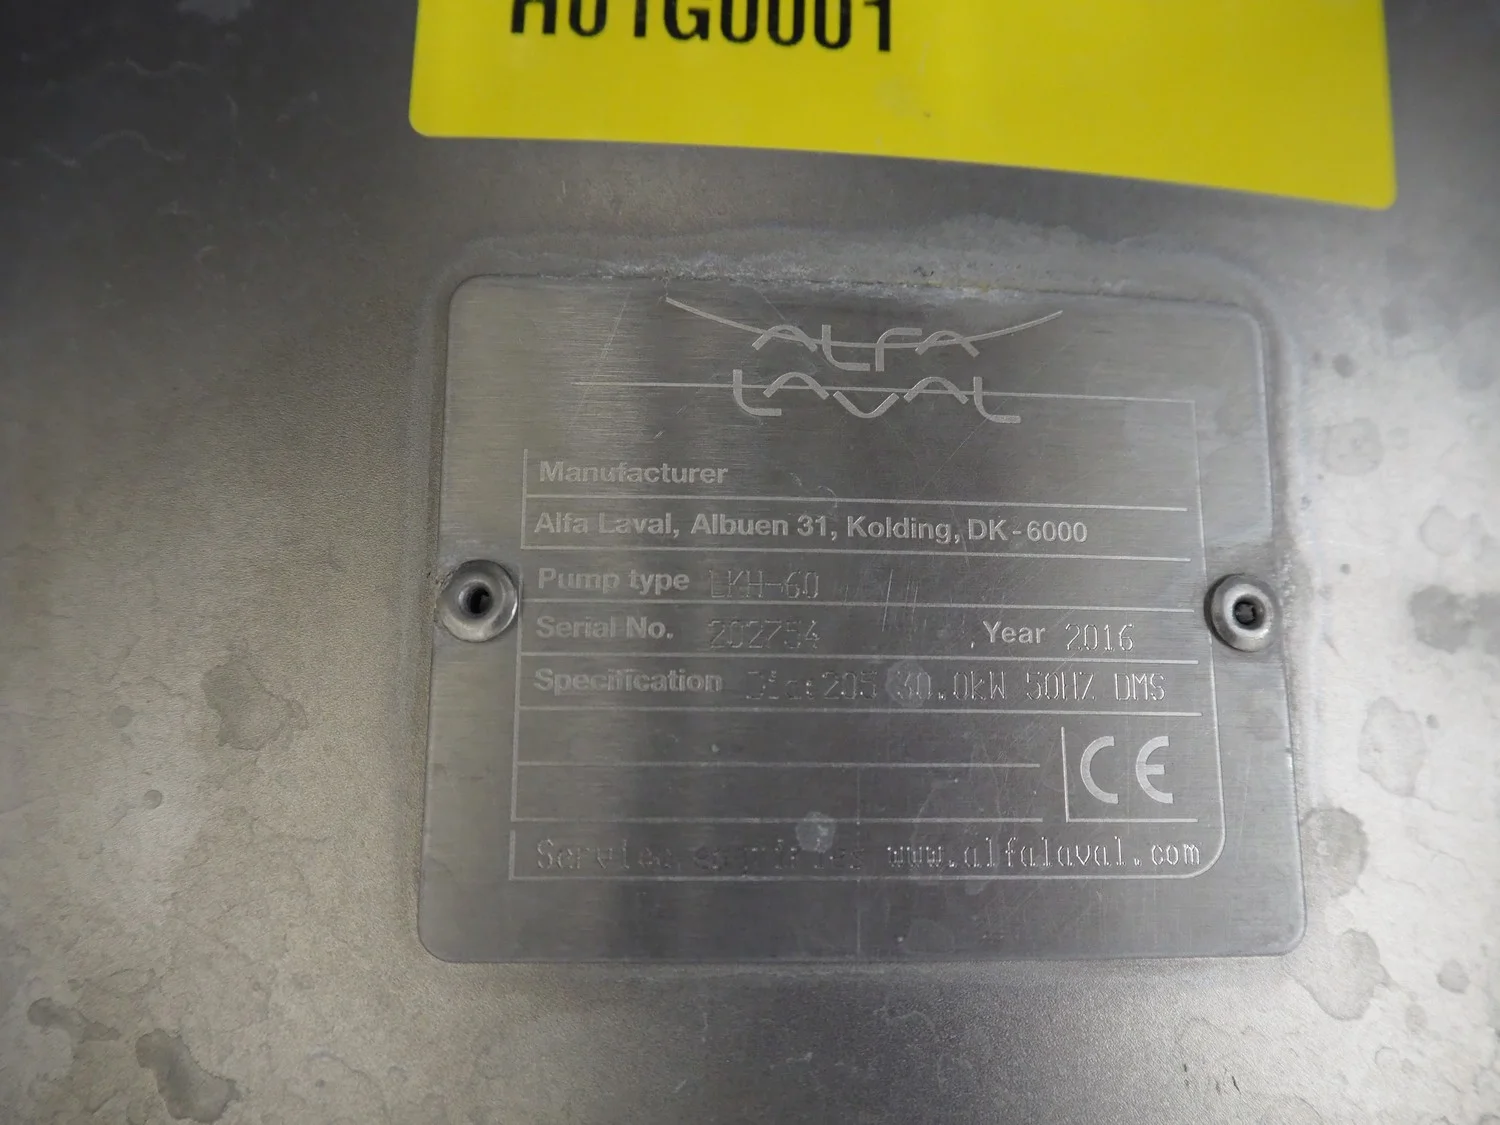 H01G0001
ALFA
LAVAL
Manufacturer
Alfa Laval, Albuen 31, Kolding, DK-6000
Pump type LKH-60
Serial No. 202754 Year 2016
Specification 205 30.0kW 50HZ DMS
CE
www.alfalaval.com